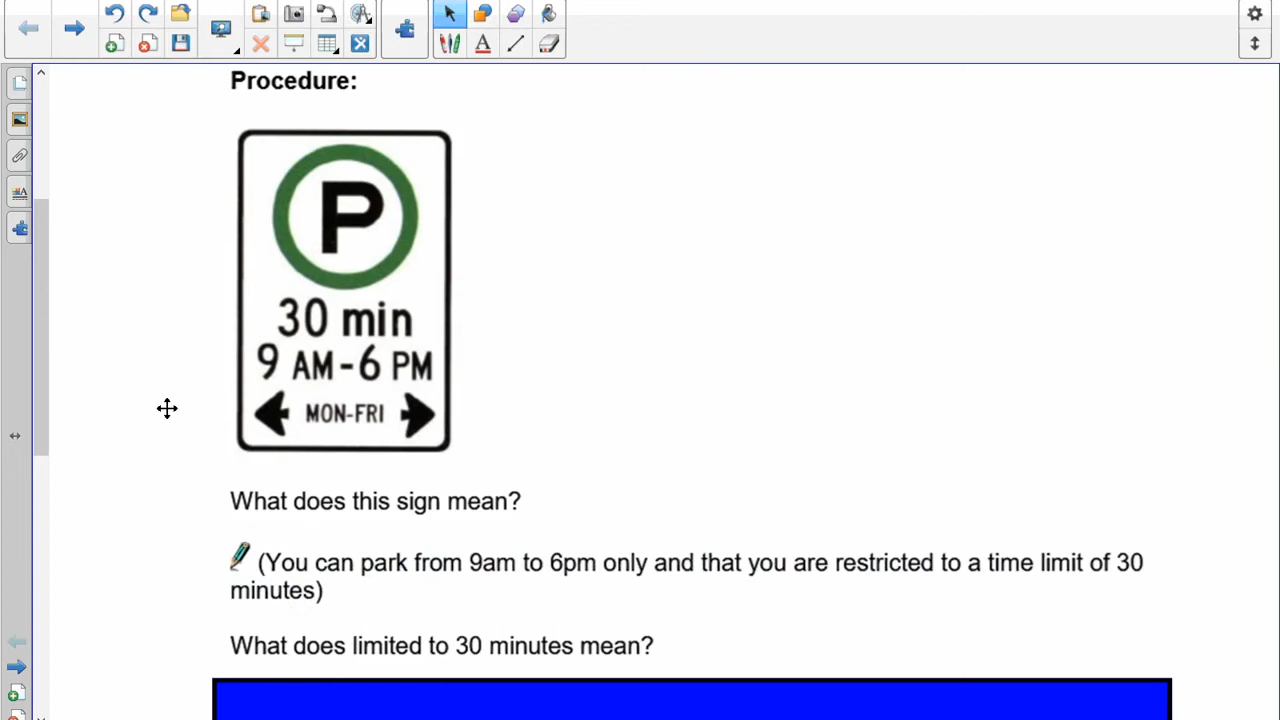 Procedure:
P
30 min
9 AM-6 PM
MON-FRI
What does this sign mean?
(You can park from 9am to 6pm only and that you are restricted to a time limit of 30
minutes)
What does limited to 30 minutes mean?